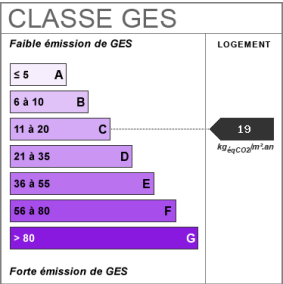 CLASSE GES
Faible émission de GES
LOGEMENT
≤ 5 A
6 à 10 B
11 à 20 C
19
kgéqCO2/m².an
21 à 35 D
36 à 55 E
56 à 80 F
> 80 G
Forte émission de GES